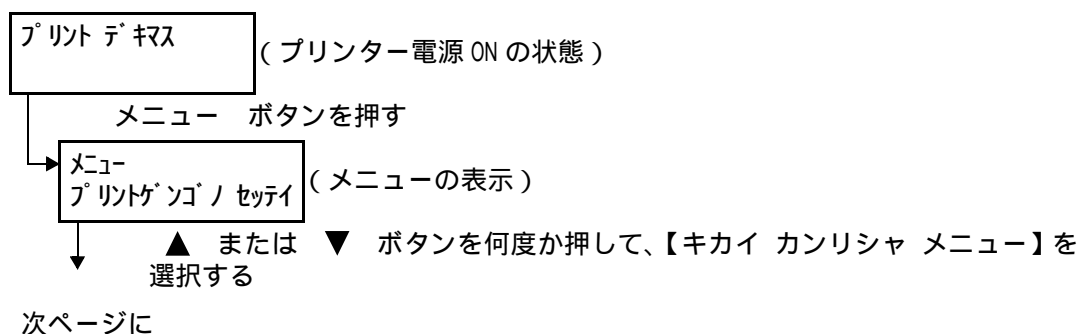 ﾌﾟﾘﾝﾄ ﾃﾞｷﾏｽ
(プリンター電源 ON の状態)
メニュー　ボタンを押す
ﾒﾆｭｰ
ﾌﾟﾘﾝﾄｹﾞﾝｺﾞﾉ ｾｯﾃｲ
(メニューの表示)
▲　または　▼　ボタンを何度か押して、【キカイ カンリシャ メニュー】を
選択する
次ページに